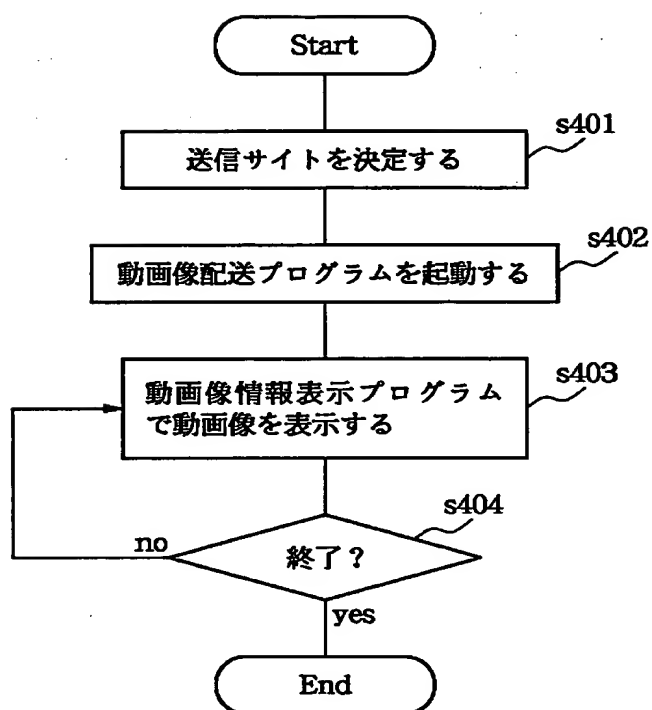 Start
s401
送信サイトを決定する
s402
動画像配送プログラムを起動する
s403
動画像情報表示プログラム
で動画像を表示する
s404
終了？
no
yes
End